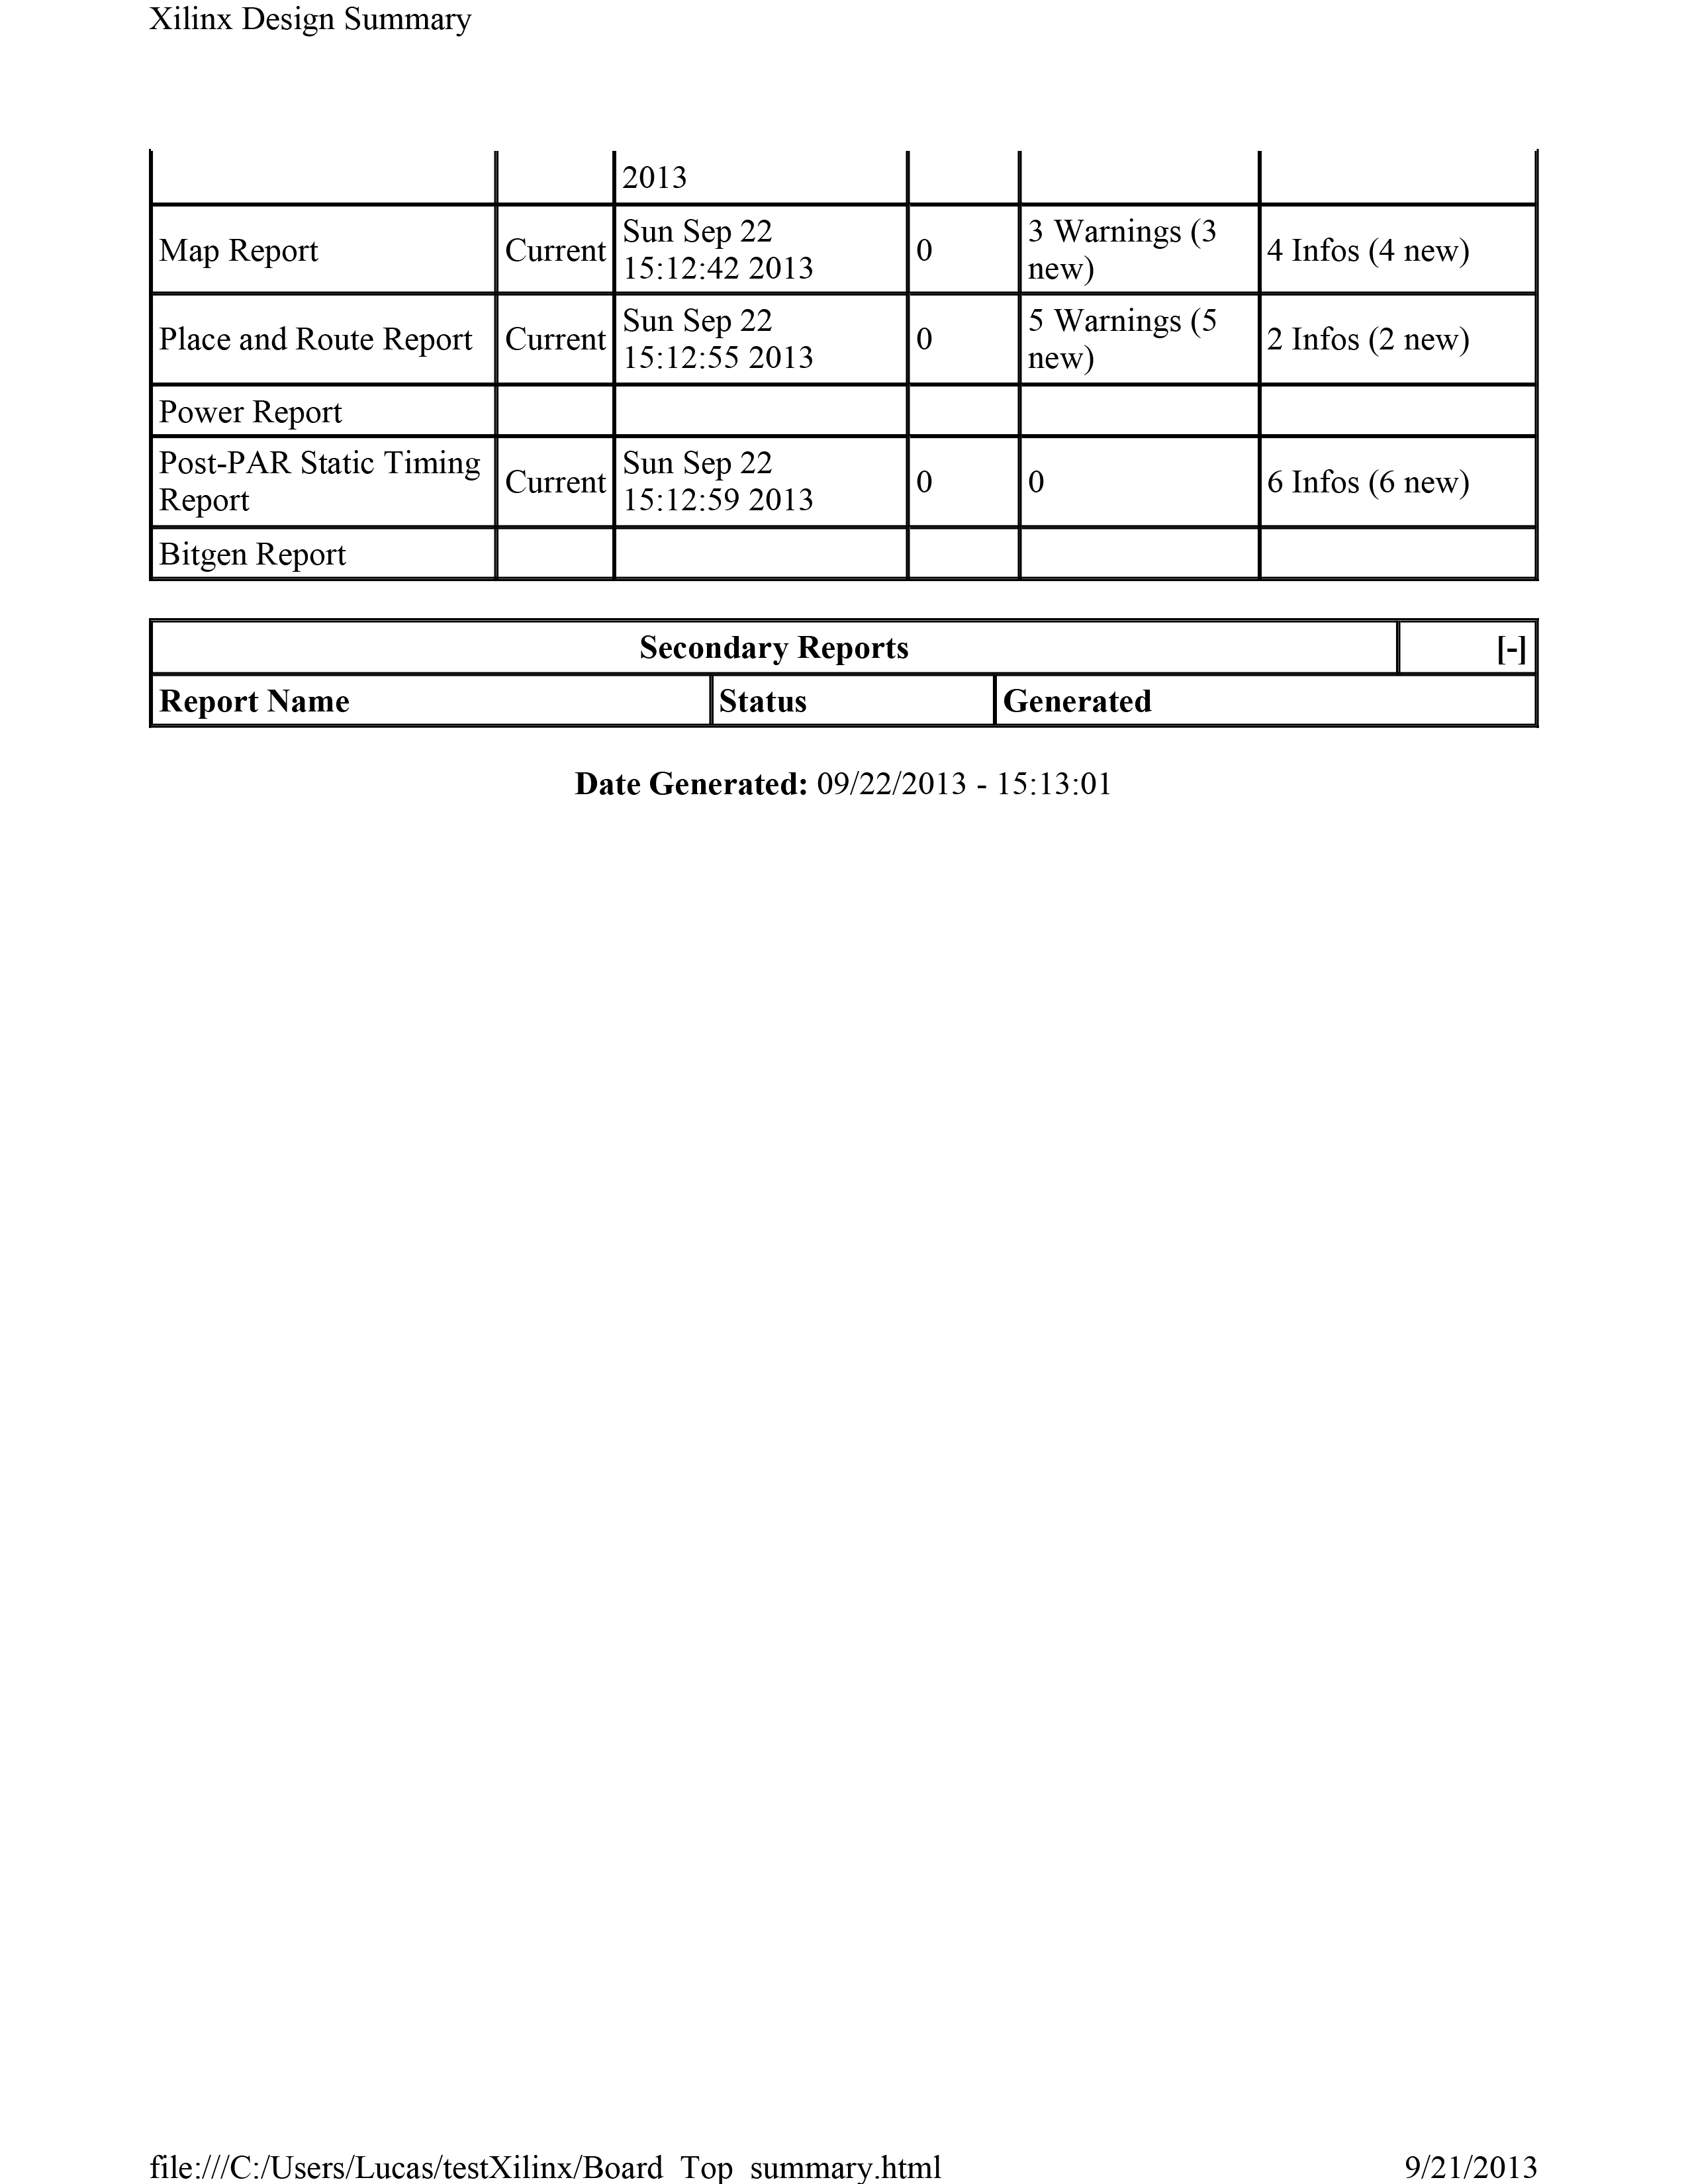 Xilinx Design Summary
2013
Map Report Current Sun Sep 22 15:12:42 2013 0 3 Warnings (3 new) 4 Infos (4 new)
Place and Route Report Current Sun Sep 22 15:12:55 2013 0 5 Warnings (5 new) 2 Infos (2 new)
Power Report
Post-PAR Static Timing Report Current Sun Sep 22 15:12:59 2013 0 0 6 Infos (6 new)
Bitgen Report
Secondary Reports [-]
Report Name Status Generated
Date Generated: 09/22/2013 - 15:13:01
file:///C:/Users/Lucas/testXilinx/Board_Top_summary.html 9/21/2013